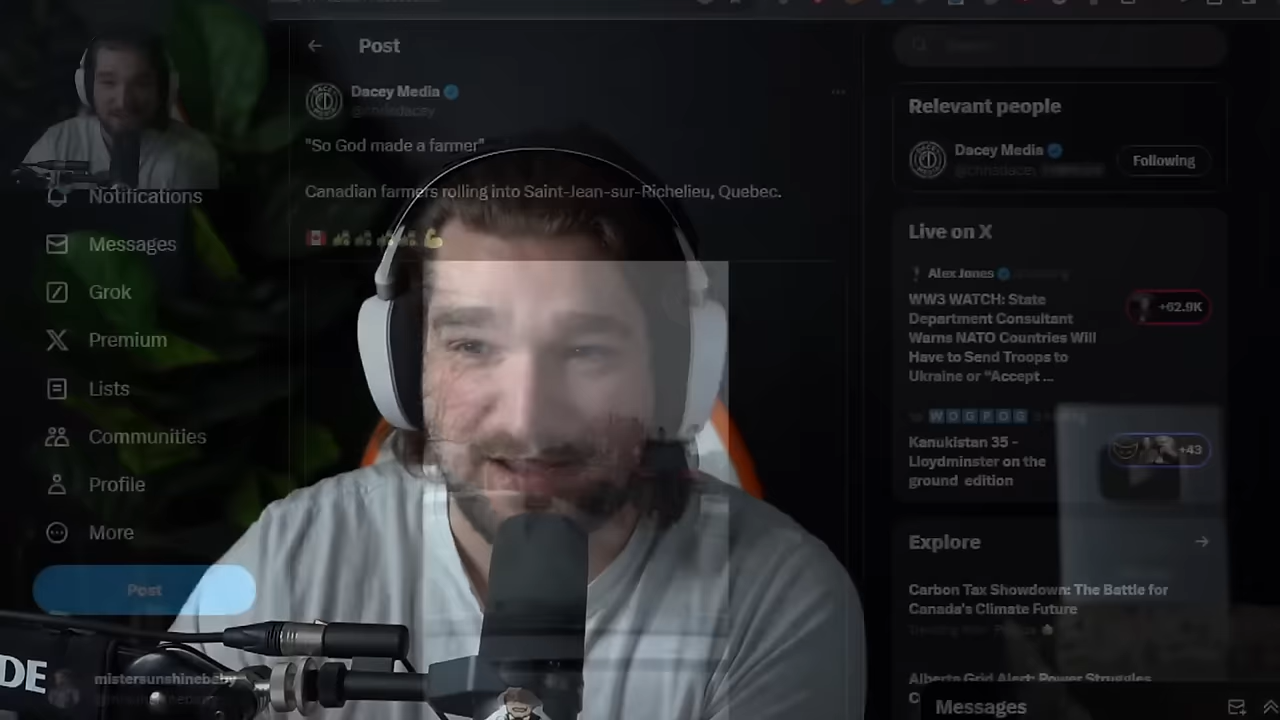 Post
Dacey Media
@chrisdacey
"So God made a farmer"
Canadian farmers rolling into Saint-Jean-sur-Richelieu, Quebec.
Notifications
Messages
Grok
Premium
Lists
Communities
Profile
More
Post
mistersunshinebaby
DE
Relevant people
Dacey Media
@chrisdacey
Following
Live on X
Alex Jones
WW3 WATCH: State
Department Consultant
Warns NATO Countries Will
Have to Send Troops to
Ukraine or "Accept ...
+62.9K
Kanukistan 35 -
Lloydminster on the
ground edition
+43
Explore
Carbon Tax Showdown: The Battle for
Canada's Climate Future
Alberta Grid Alert: Power Struggles
Messages